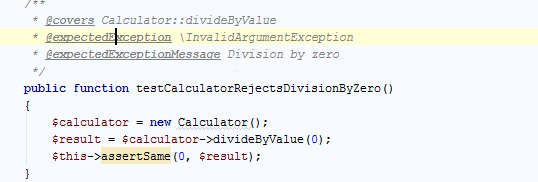 /**
* @covers Calculator::divideByValue
* @expectedException \InvalidArgumentException
* @expectedExceptionMessage Division by zero
*/
public function testCalculatorRejectsDivisionByZero()
{
$calculator = new Calculator();
$result = $calculator->divideByValue(0);
$this->assertSame(0, $result);
}